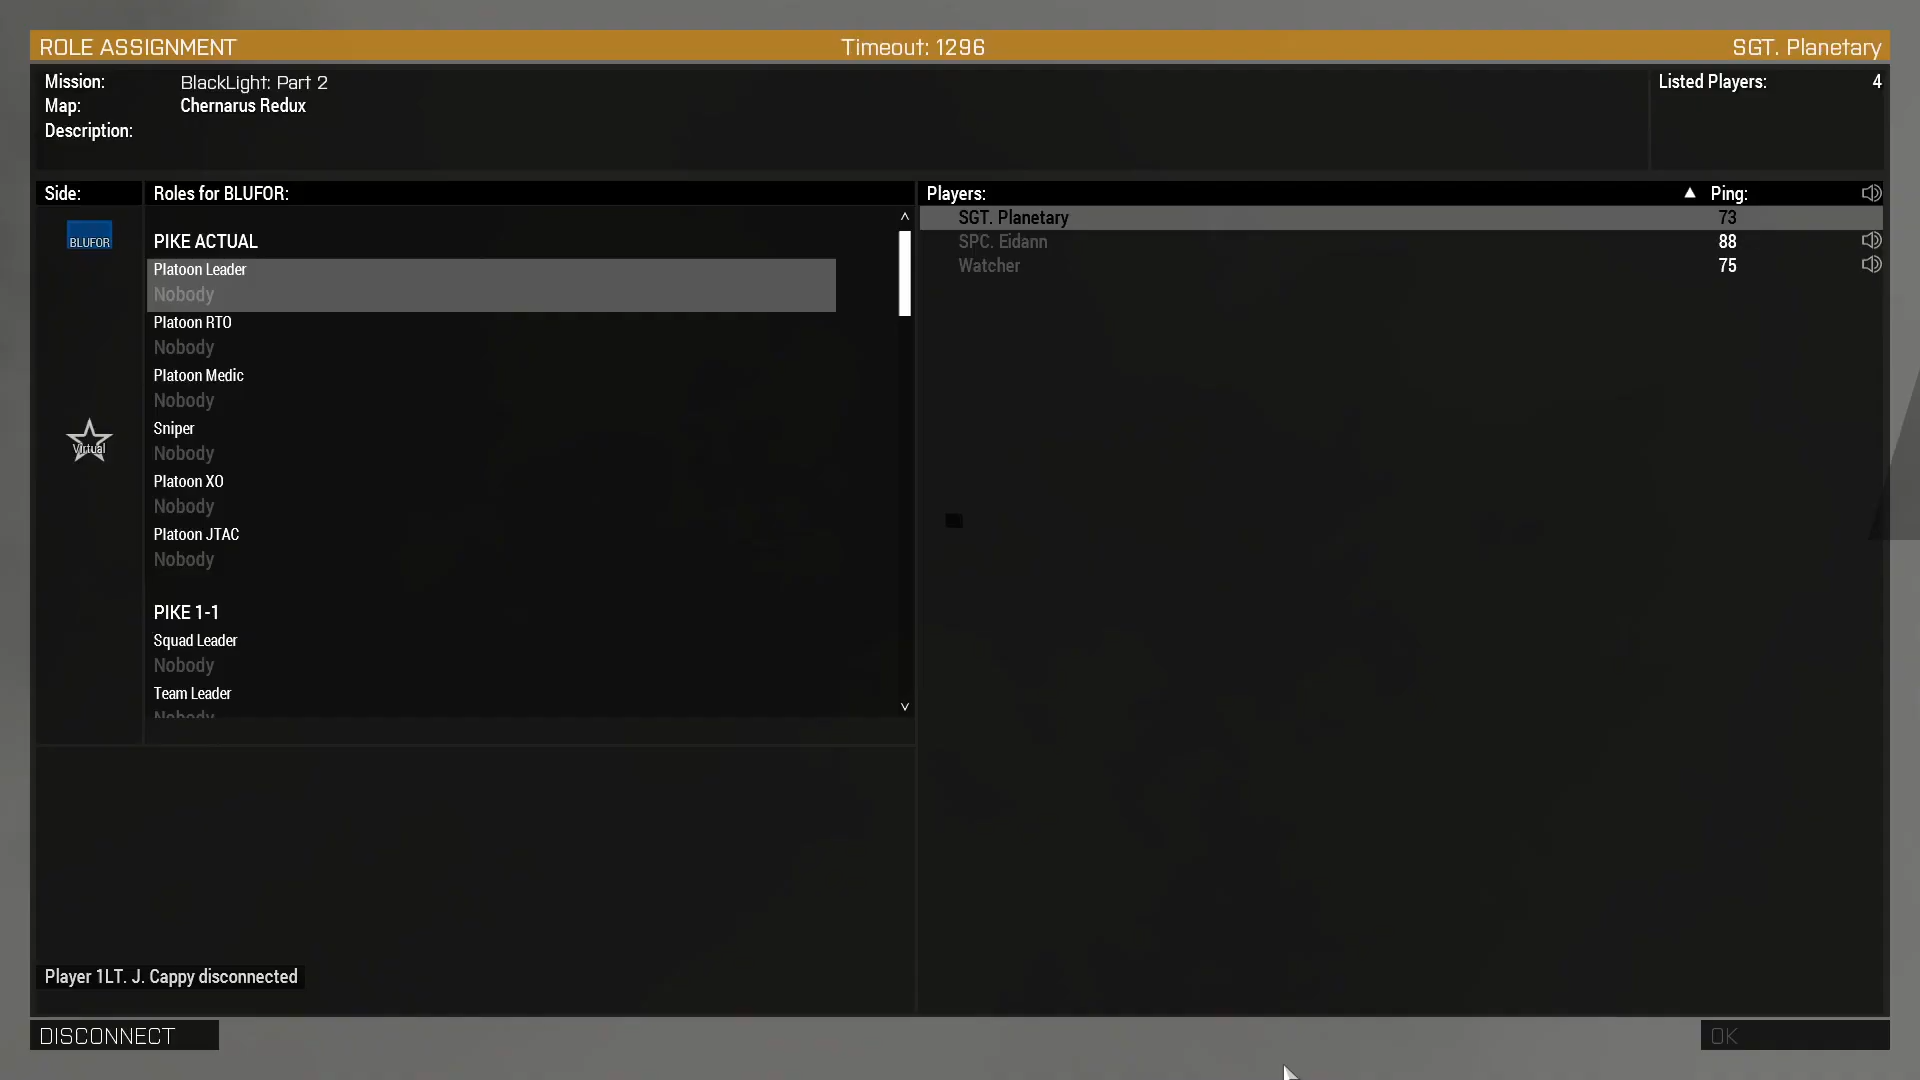 ROLE ASSIGNMENT Timeout: 1296 SGT. Planetary
Mission: BlackLight: Part 2 Listed Players: 4
Map: Chernarus Redux
Description:
Side: Roles for BLUFOR: Players: ▲ Ping:
BLUFOR
Virtual
PIKE ACTUAL
Platoon Leader
Nobody
Platoon RTO
Nobody
Platoon Medic
Nobody
Sniper
Nobody
Platoon XO
Nobody
Platoon JTAC
Nobody
PIKE 1-1
Squad Leader
Nobody
Team Leader
Nobody
SGT. Planetary 73
SPC. Eidann 88
Watcher 75
Player 1LT. J. Cappy disconnected
DISCONNECT OK